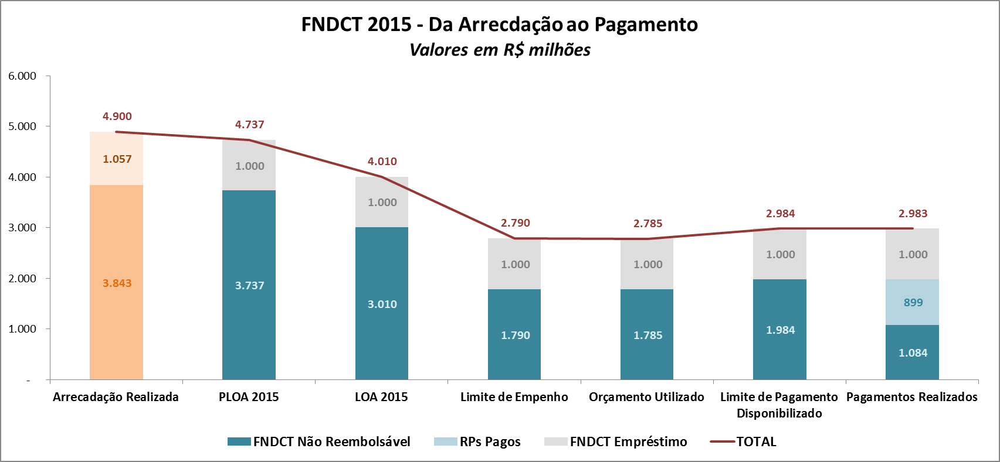 FNDCT 2015 - Da Arrecdação ao Pagamento
Valores em R$ milhões
6.000
5.000
4.000
3.000
2.000
1.000
-
4.900
4.737
4.010
2.790
2.785
2.984
2.983
1.057
1.000
1.000
1.000
1.000
1.000
1.000
3.843
3.737
3.010
1.790
1.785
1.984
899
1.084
Arrecadação Realizada
PLOA 2015
LOA 2015
Limite de Empenho
Orçamento Utilizado
Limite de Pagamento
Disponibilizado
Pagamentos Realizados
FNDCT Não Reembolsável
RPs Pagos
FNDCT Empréstimo
TOTAL